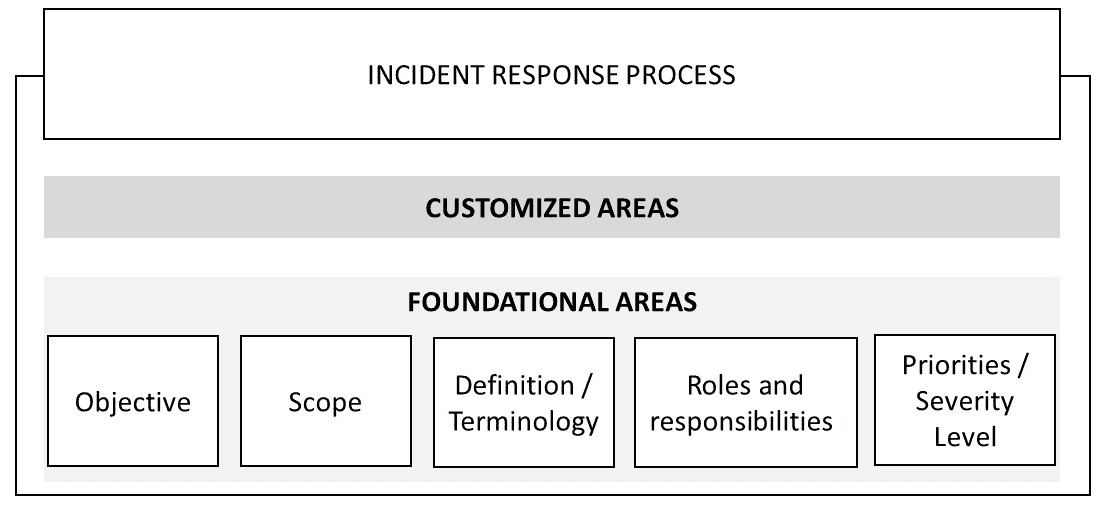 INCIDENT RESPONSE PROCESS
CUSTOMIZED AREAS
FOUNDATIONAL AREAS
Objective
Scope
Definition /
Terminology
Roles and
responsibilities
Priorities /
Severity
Level